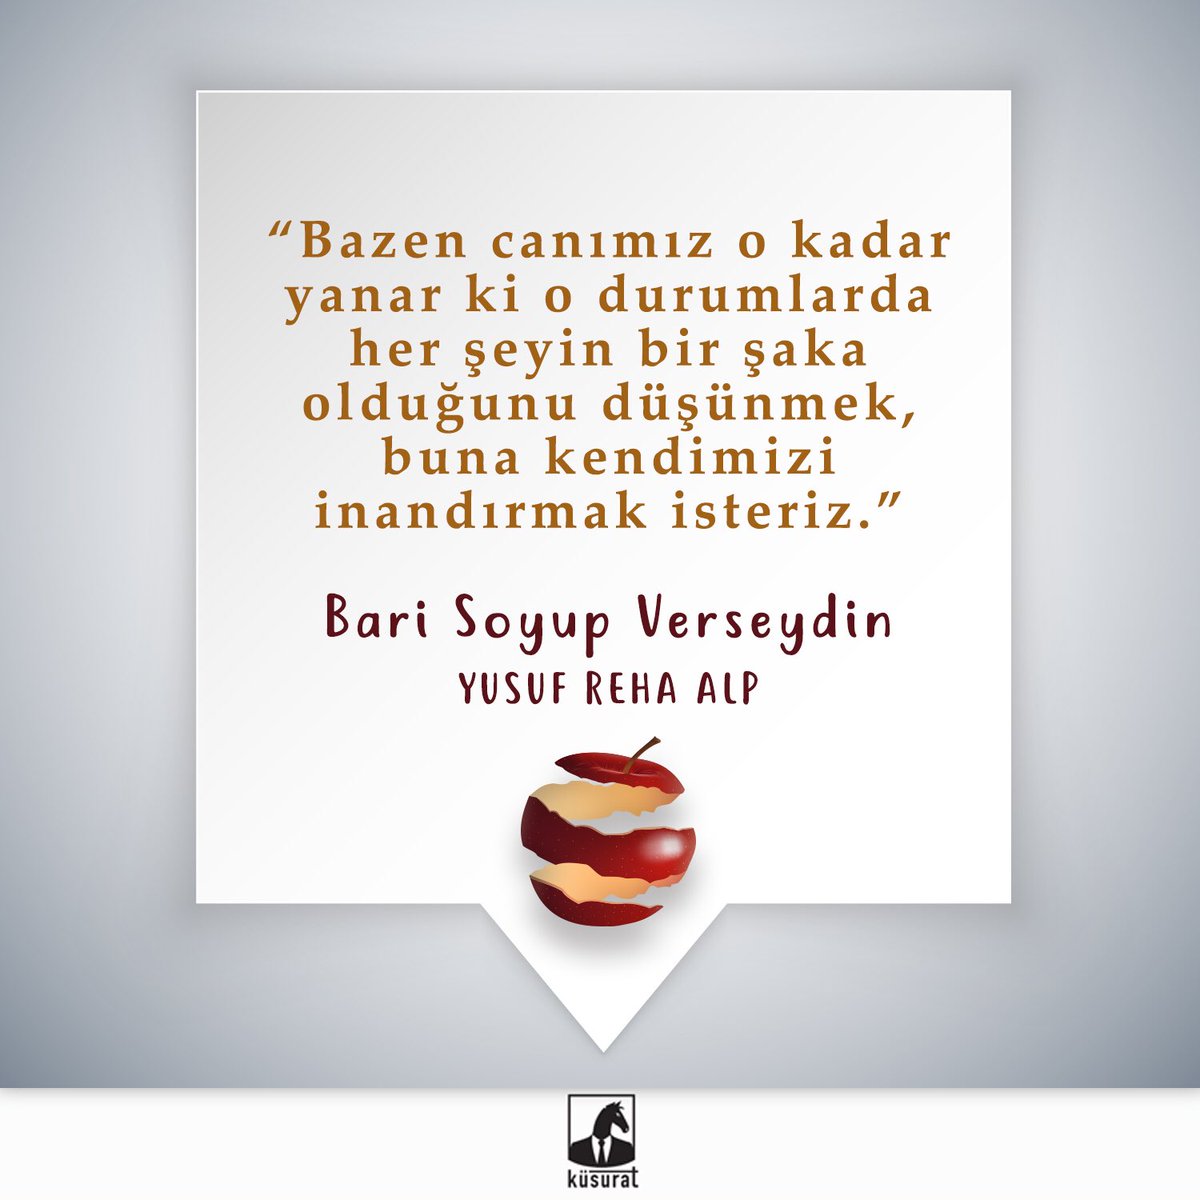 “Bazen canımız o kadar
yanar ki o durumlarda
her şeyin bir şaka
olduğunu düşünmek,
buna kendimizi
inandırmak isteriz.”
Bari Soyup Verseydin
YUSUF REHA ALP
küsurat